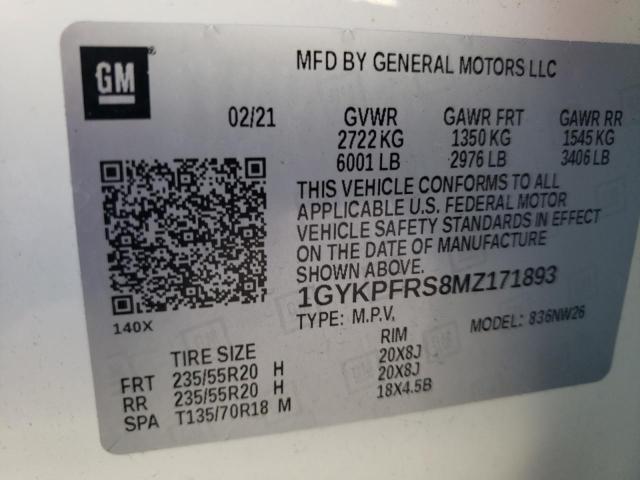 GM
MFD BY GENERAL MOTORS LLC
02/21 GVWR GAWR FRT GAWR RR
2722 KG 1350 KG 1545 KG
6001 LB 2976 LB 3406 LB
THIS VEHICLE CONFORMS TO ALL
APPLICABLE U.S. FEDERAL MOTOR
VEHICLE SAFETY STANDARDS IN EFFECT
ON THE DATE OF MANUFACTURE
SHOWN ABOVE.
1GYKPFRS8MZ171893
140X
TYPE: M.P.V. MODEL: 836NW26
TIRE SIZE RIM
FRT 235/55R20 H 20X8J
RR 235/55R20 H 20X8J
SPA T135/70R18 M 18X4.5B